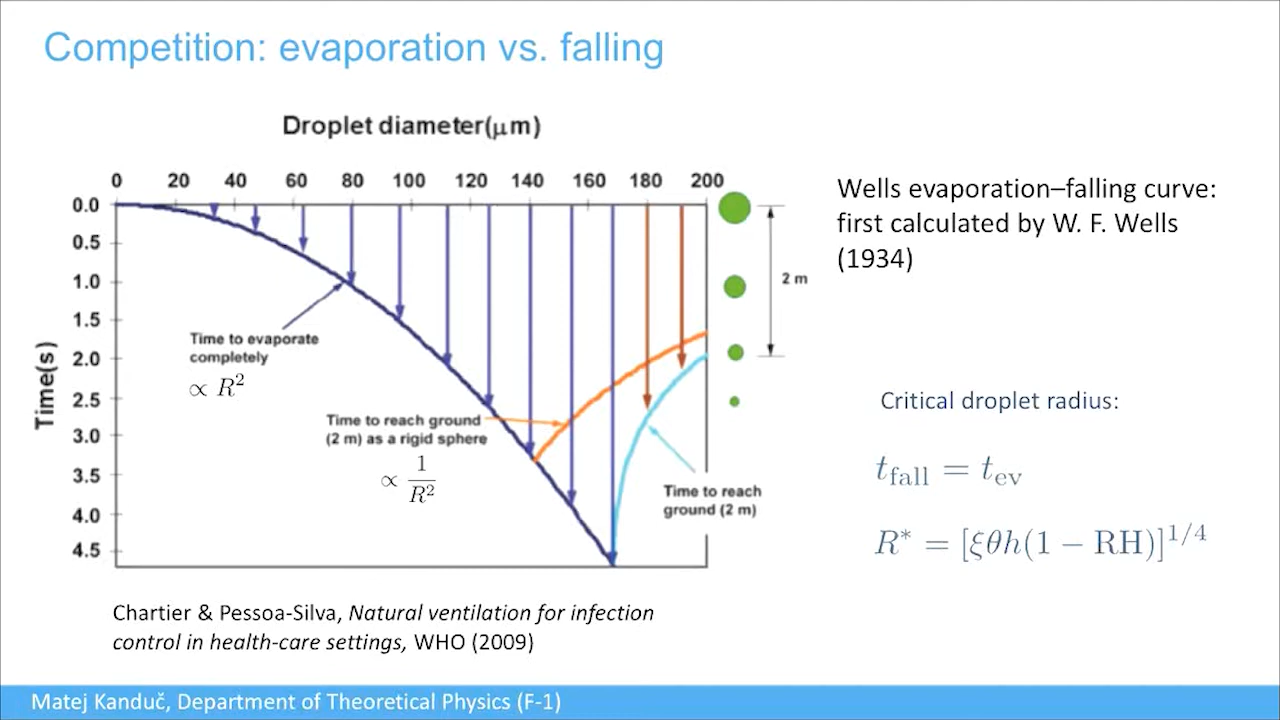 Competition: evaporation vs. falling
Droplet diameter(μm)
0 20 40 60 80 100 120 140 160 180 200
Time(s)
0.0
0.5
1.0
1.5
2.0
2.5
3.0
3.5
4.0
4.5
Time to evaporate
completely
∝ R²
Time to reach ground
(2 m) as a rigid sphere
∝ 1/R²
Time to reach
ground (2 m)
2 m
Wells evaporation–falling curve:
first calculated by W. F. Wells
(1934)
Critical droplet radius:
t_fall = t_ev
R* = [ξθh(1 − RH)]^1/4
Chartier & Pessoa-Silva, Natural ventilation for infection
control in health-care settings, WHO (2009)
Matej Kanduč, Department of Theoretical Physics (F-1)